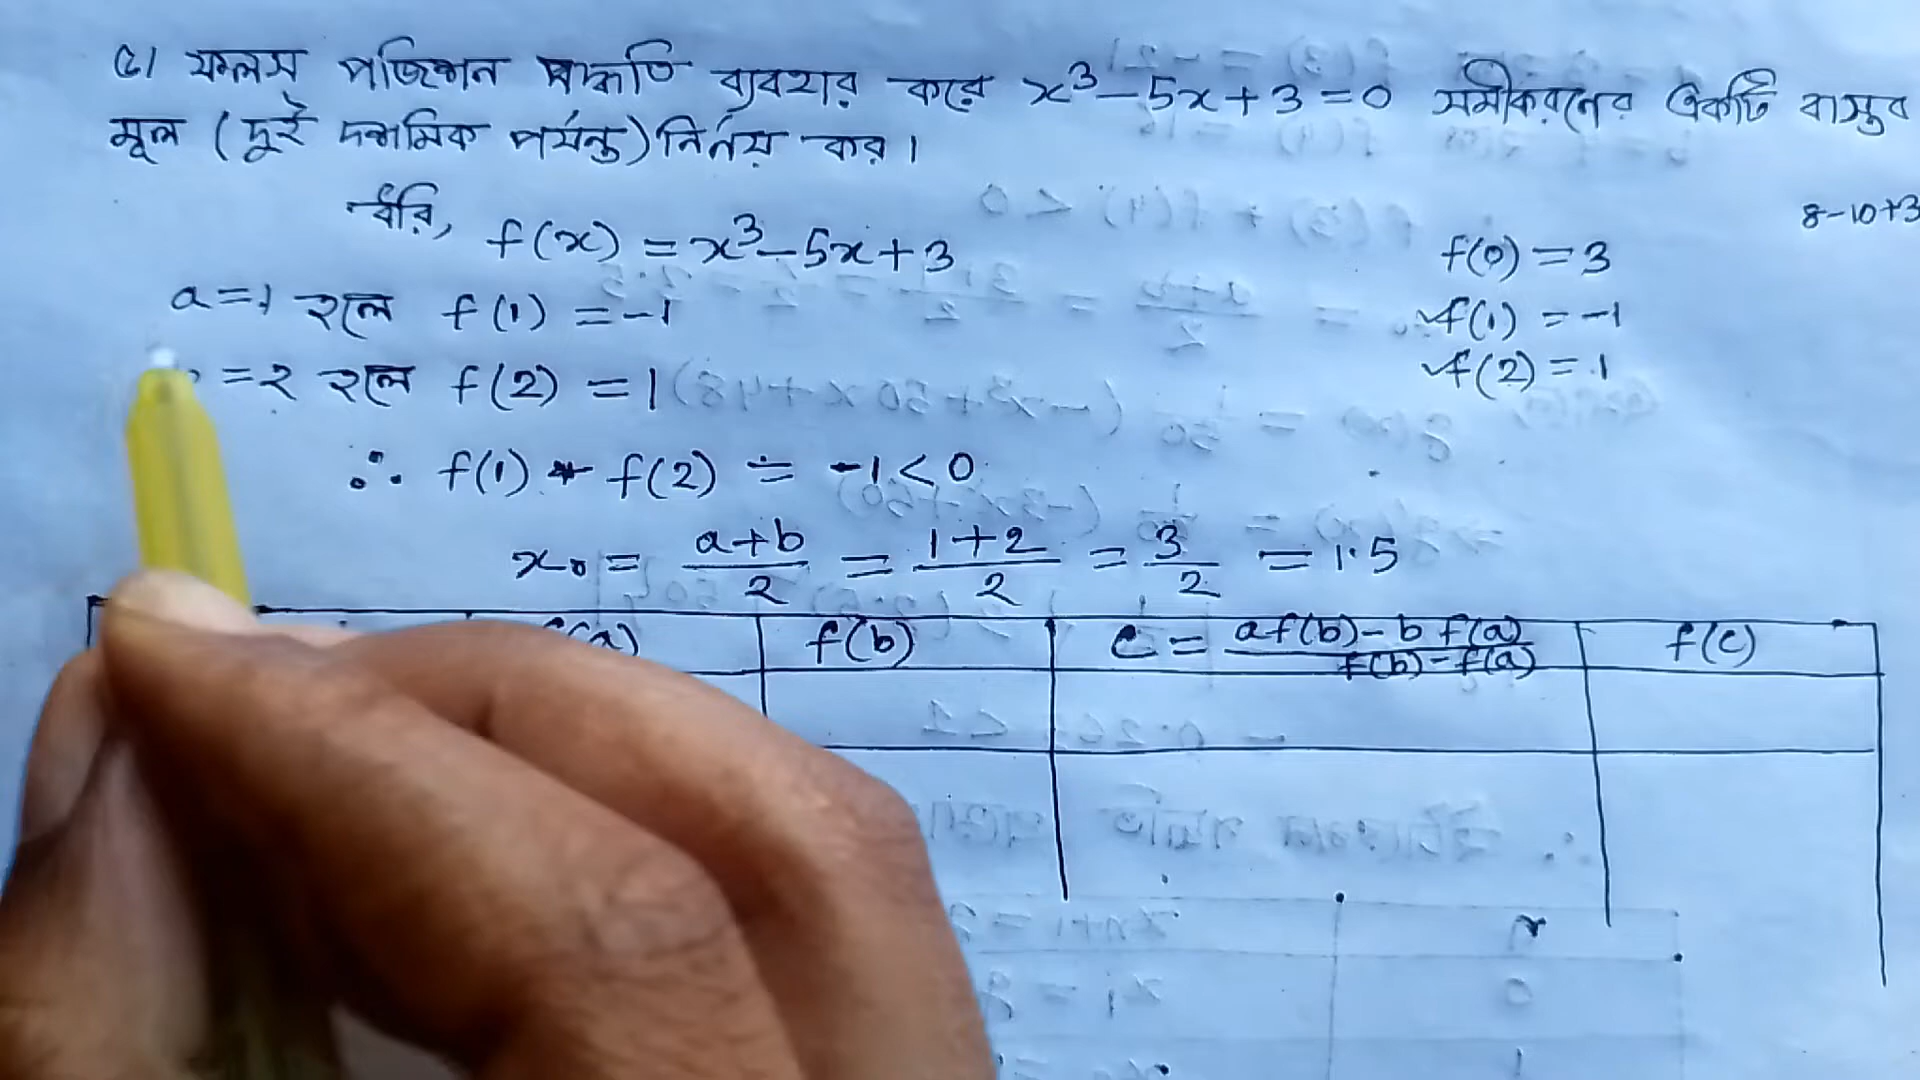 ৫। ফলস পজিশন পদ্ধতি ব্যবহার করে x³-5x+3=0 সমীকরণের একটি বাস্তব
মূল (দুই দশমিক পর্যন্ত) নির্ণয় কর।
8-10+3
ধরি, f(x) = x³-5x+3
f(0) = 3
a=1 হলে f(1) = -1
✓f(1) = -1
=2 হলে f(2) = 1
✓f(2) = 1
∴ f(1) * f(2) = -1<0
x₀ = a+b/2 = 1+2/2 = 3/2 = 1.5
f(b) c = af(b)-b f(a)/f(b)-f(a) f(c)